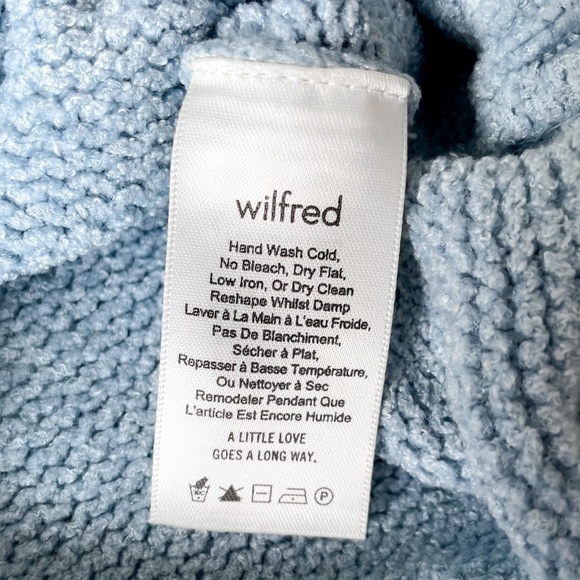 wilfred
Hand Wash Cold,
No Bleach, Dry Flat,
Low Iron, Or Dry Clean
Reshape Whilst Damp
Laver à La Main à L'eau Froide,
Pas De Blanchiment,
Sécher à Plat,
Repasser à Basse Température,
Ou Nettoyer à Sec
Remodeler Pendant Que
L'article Est Encore Humide
A LITTLE LOVE
GOES A LONG WAY.
P